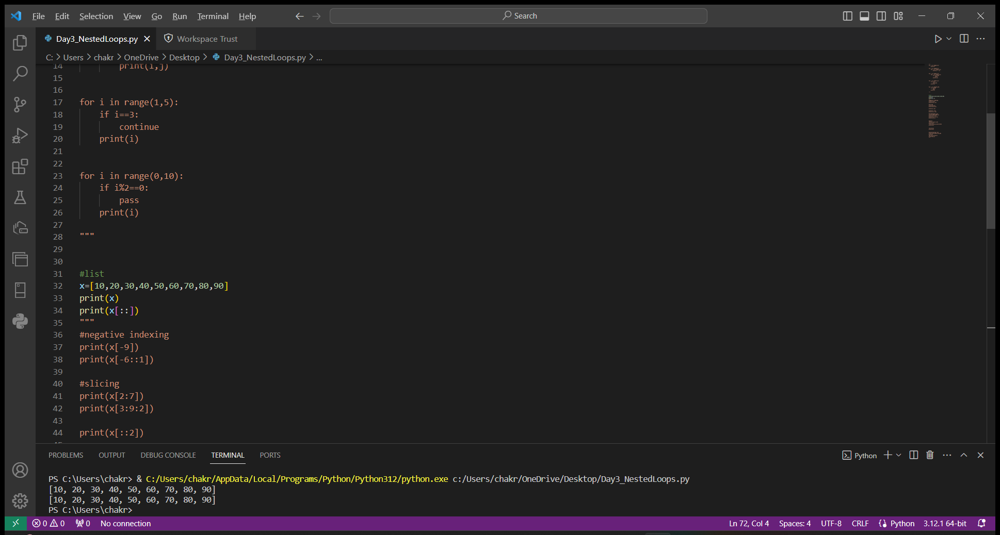 File Edit Selection View Go Run Terminal Help
Search
Day3_NestedLoops.py
Workspace Trust
C: > Users > chakr > OneDrive > Desktop > Day3_NestedLoops.py > ...
14 print(i,j)
15
16
17 for i in range(1,5):
18 if i==3:
19 continue
20 print(i)
21
22
23 for i in range(0,10):
24 if i%2==0:
25 pass
26 print(i)
27
28 """
29
30
31 #list
32 x=[10,20,30,40,50,60,70,80,90]
33 print(x)
34 print(x[::])
35 """
36 #negative indexing
37 print(x[-9])
38 print(x[-6::1])
39
40 #slicing
41 print(x[2:7])
42 print(x[3:9:2])
43
44 print(x[::2])
PROBLEMS OUTPUT DEBUG CONSOLE TERMINAL PORTS
Python
PS C:\Users\chakr> & C:/Users/chakr/AppData/Local/Programs/Python/Python312/python.exe c:/Users/chakr/OneDrive/Desktop/Day3_NestedLoops.py
[10, 20, 30, 40, 50, 60, 70, 80, 90]
[10, 20, 30, 40, 50, 60, 70, 80, 90]
PS C:\Users\chakr>
0 0 0 No connection
Ln 72, Col 4 Spaces: 4 UTF-8 CRLF Python 3.12.1 64-bit